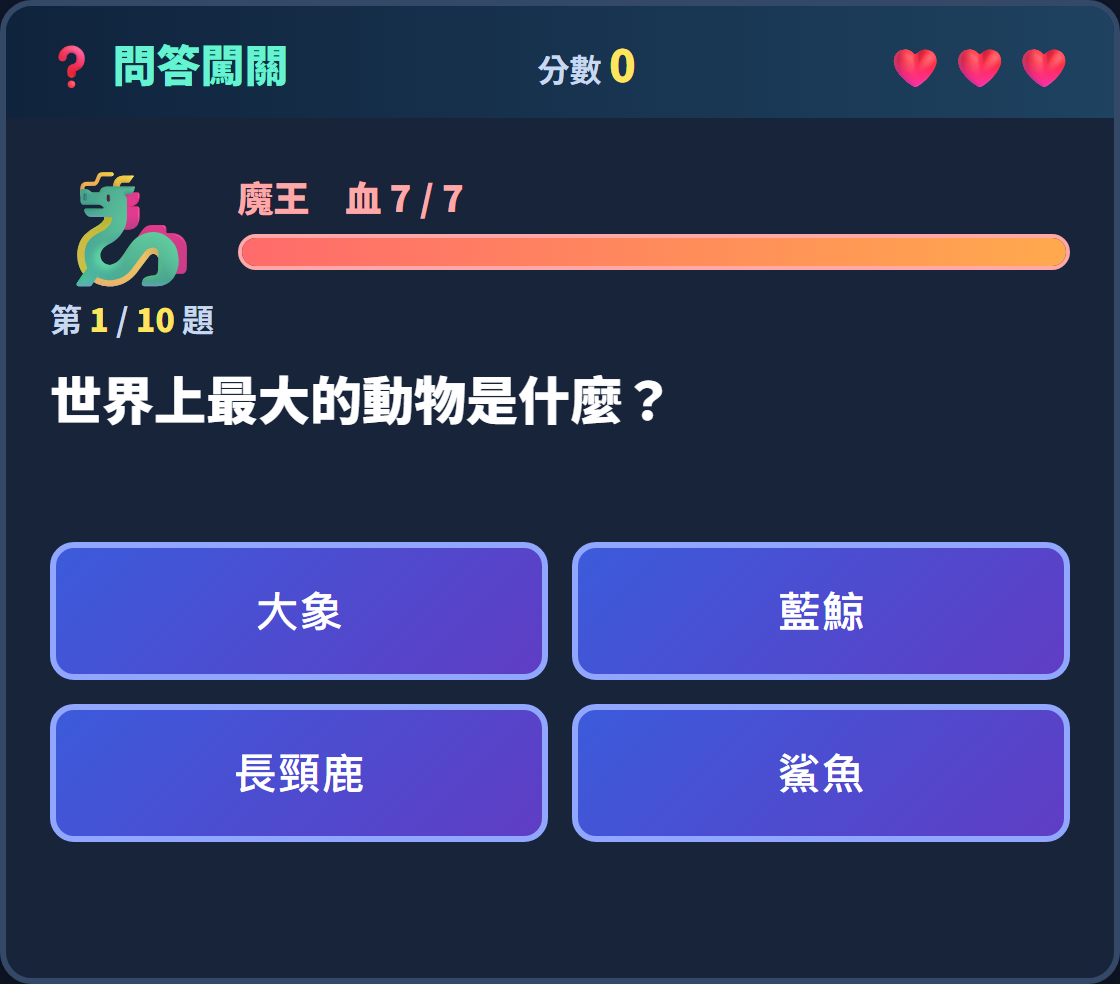 問答闖關
分數 0
魔王 血 7 / 7
第 1 / 10 題
世界上最大的動物是什麼？
大象
藍鯨
長頸鹿
鯊魚